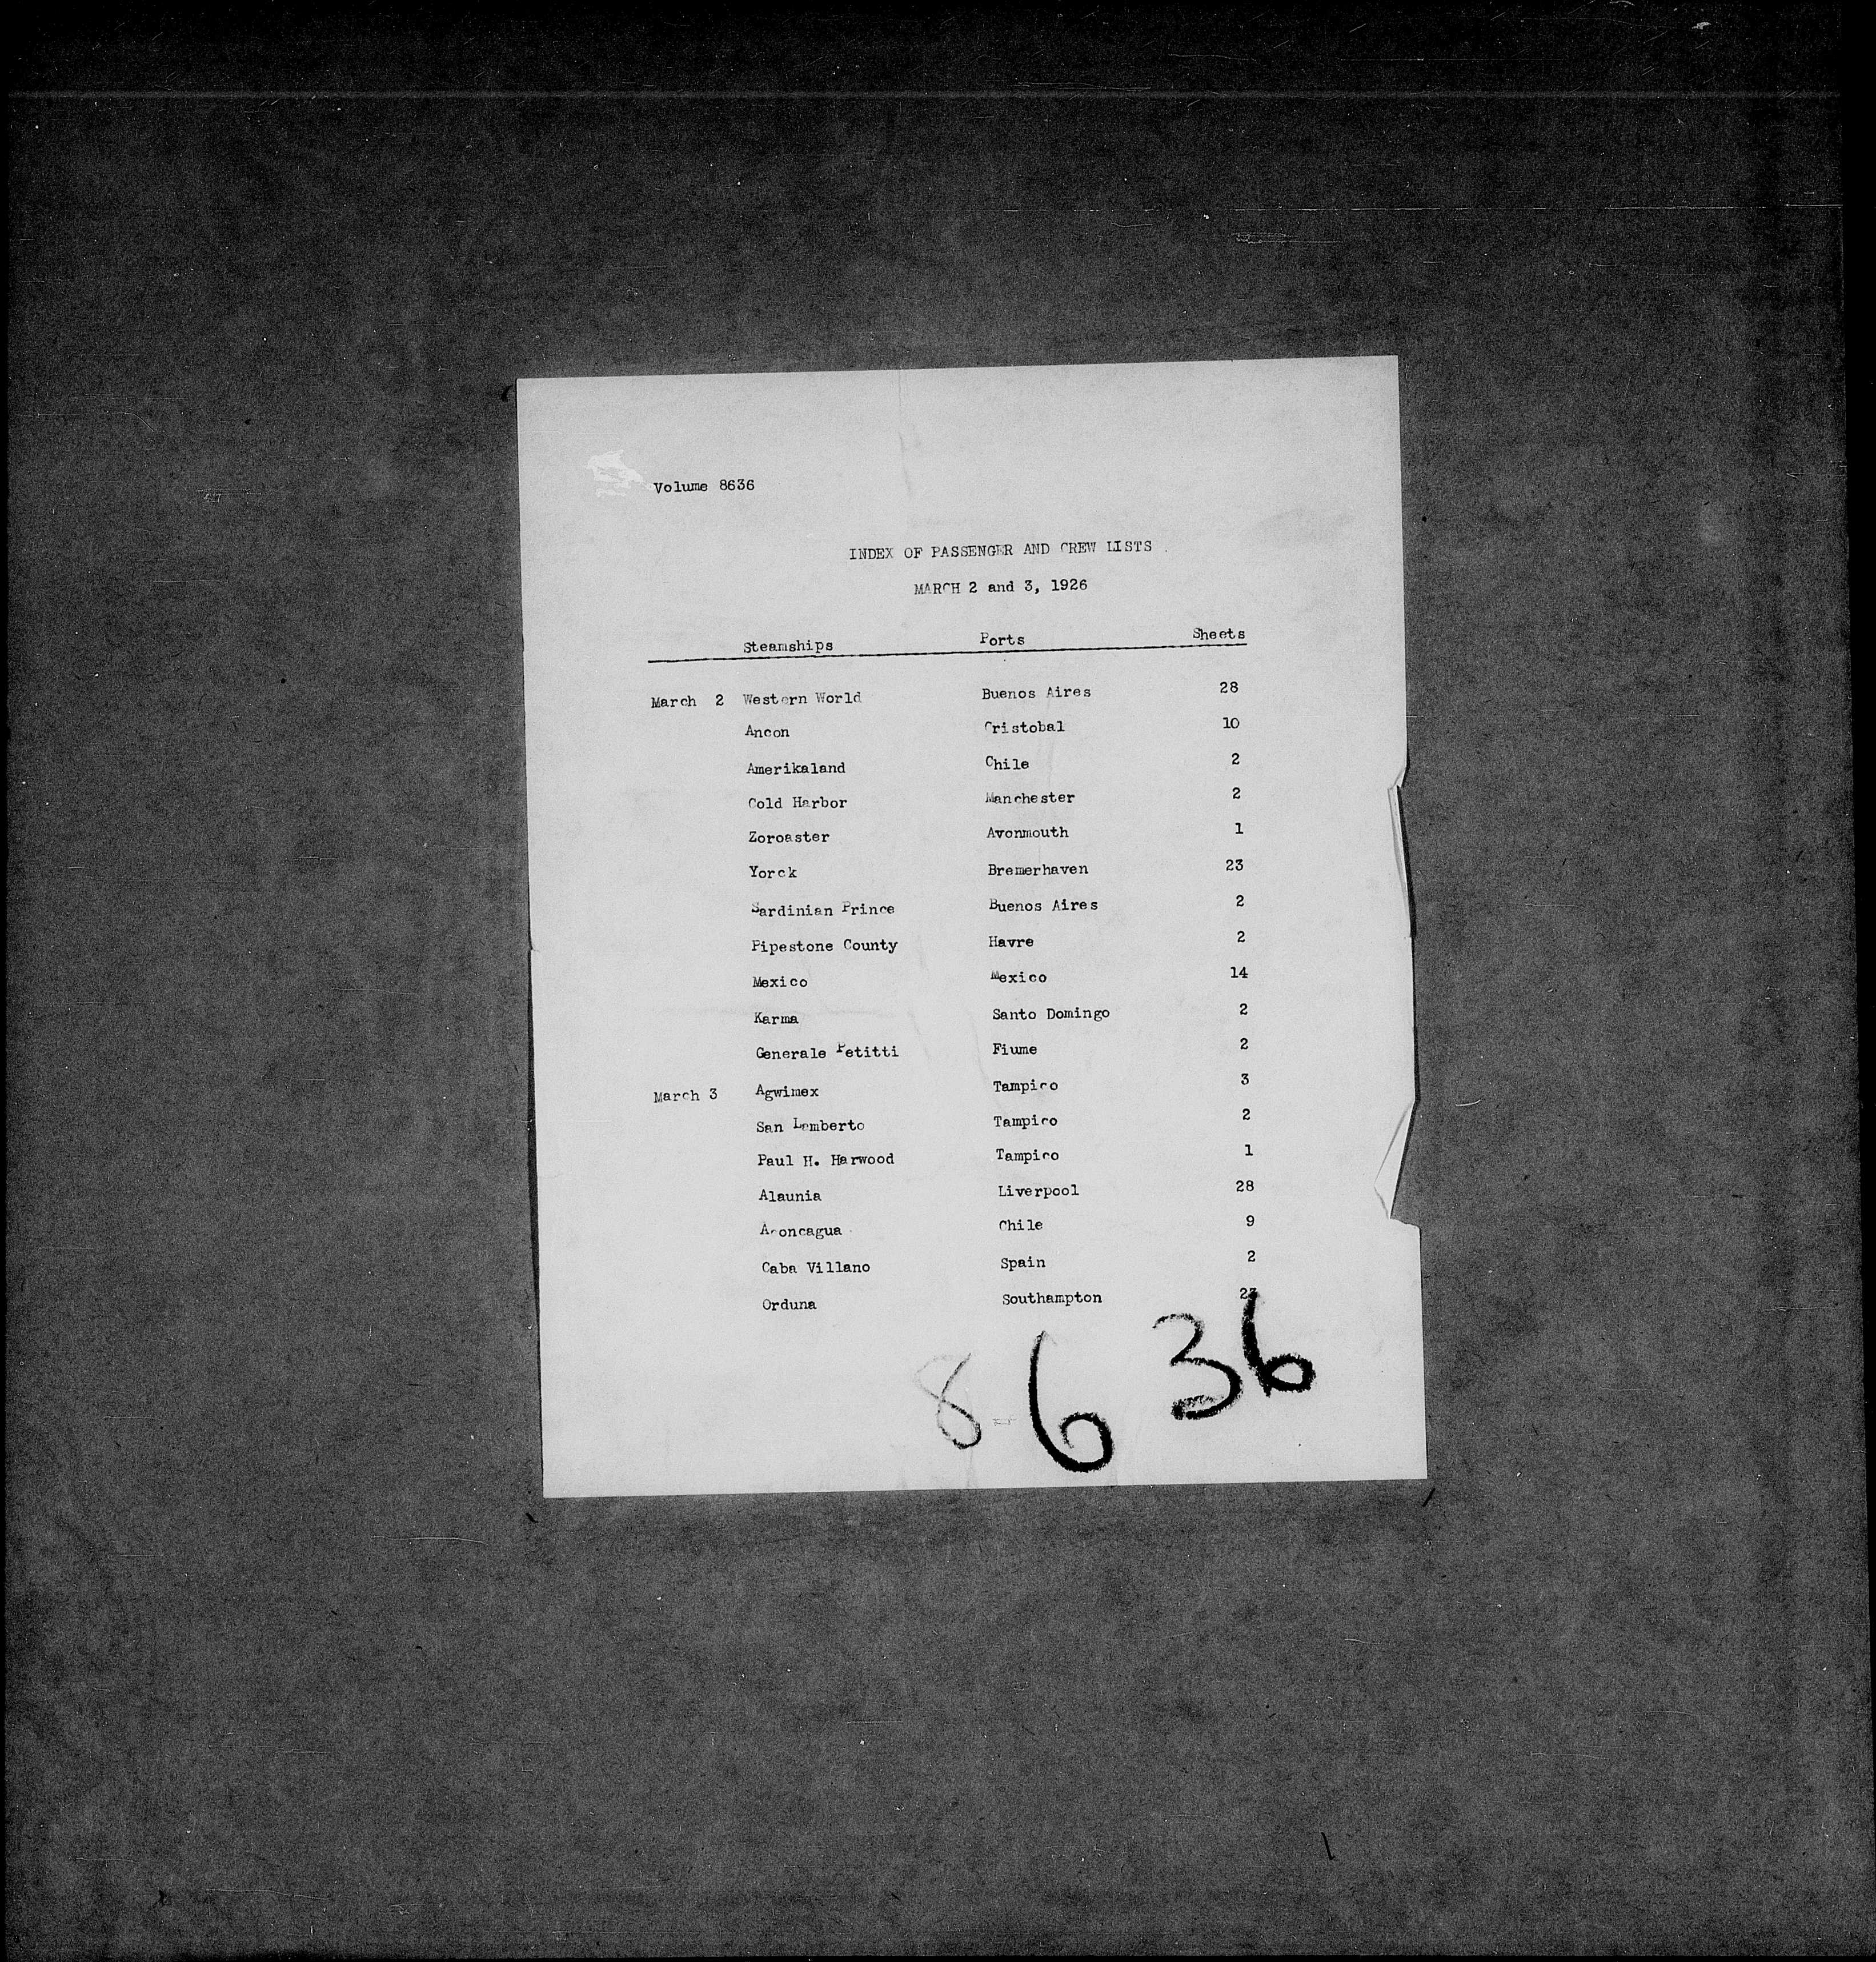 Volume 8636
INDEX OF PASSENGER AND CREW LISTS
MARCH 2 and 3, 1926
Steamships Ports Sheets
March 2 Western World Buenos Aires 28
Ancon Cristobal 10
Amerikaland Chile 2
Cold Harbor Manchester 2
Zoroaster Avonmouth 1
Yorck Bremerhaven 23
Sardinian Prince Buenos Aires 2
Pipestone County Havre 2
Mexico Mexico 14
Karma Santo Domingo 2
Generale Petitti Fiume 2
March 3 Agwimex Tampico 3
San Lamberto Tampico 2
Paul H. Harwood Tampico 1
Alaunia Liverpool 28
Aconcagua Chile 9
Caba Villano Spain 2
Orduna Southampton
8636